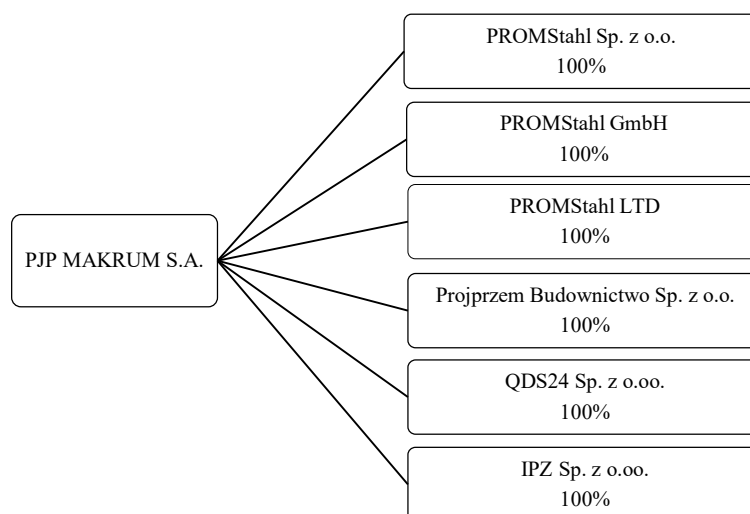 PROMStahl Sp. z o.o.
100%
PROMStahl GmbH
100%
PROMStahl LTD
100%
PJP MAKRUM S.A.
Projprzem Budownictwo Sp. z o.o.
100%
QDS24 Sp. z o.oo.
100%
IPZ Sp. z o.oo.
100%